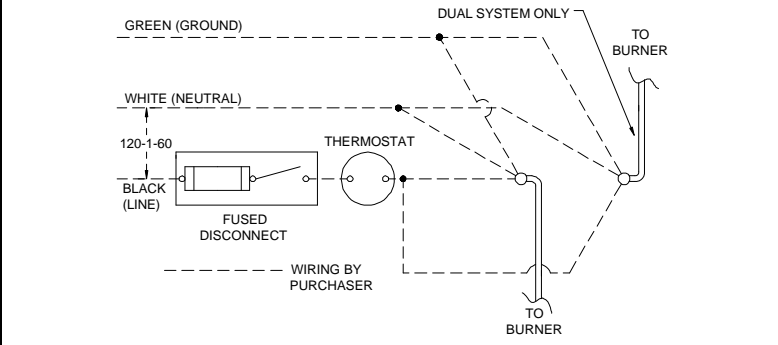 DUAL SYSTEM ONLY
GREEN (GROUND)
TO
BURNER
WHITE (NEUTRAL)
120-1-60
THERMOSTAT
BLACK
(LINE)
FUSED
DISCONNECT
WIRING BY
PURCHASER
TO
BURNER